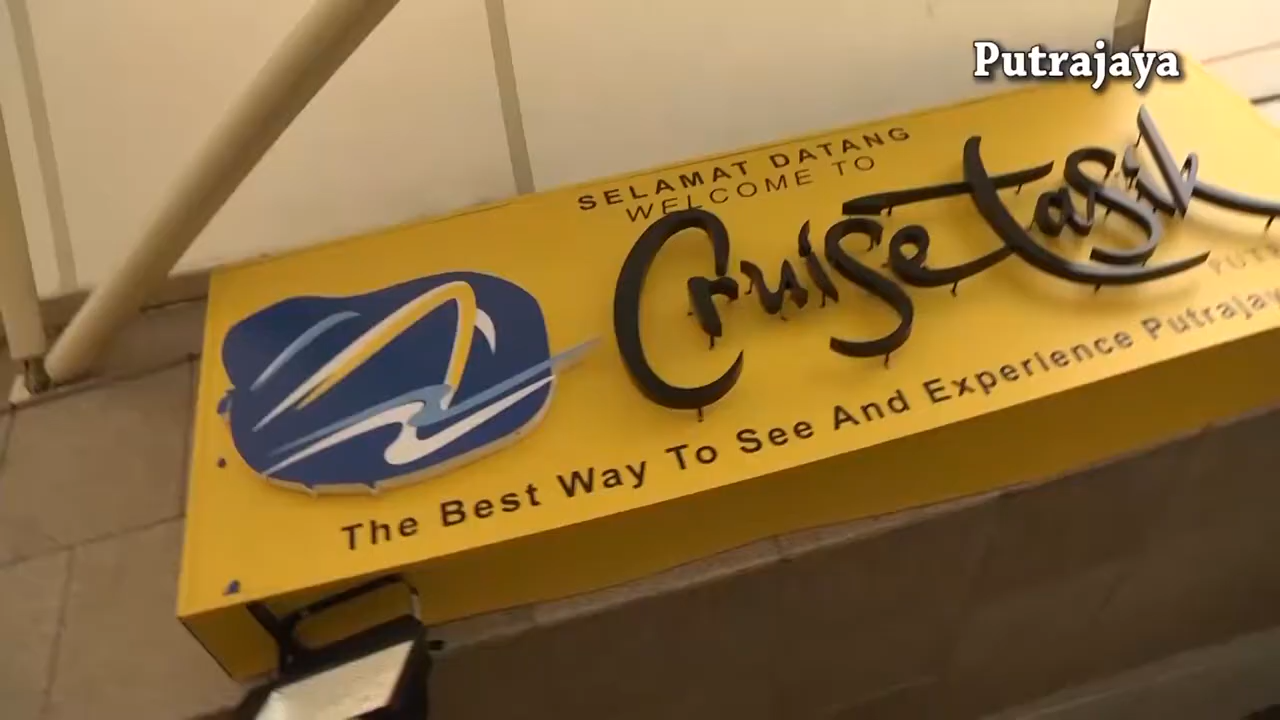 Putrajaya
SELAMAT DATANG
WELCOME TO
Cruise Tasik
The Best Way To See And Experience Putrajaya